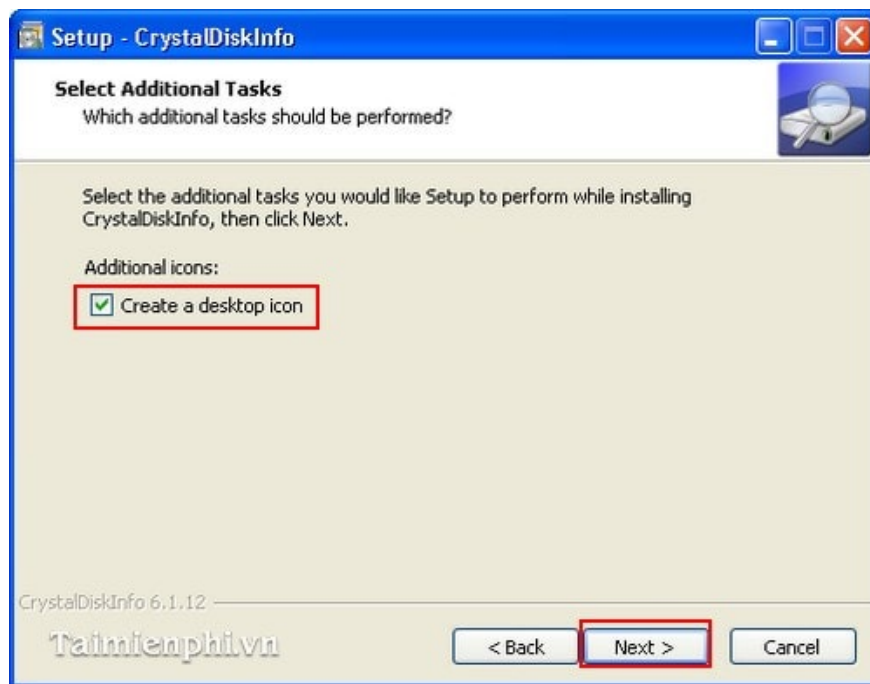 Setup - CrystalDiskInfo
Select Additional Tasks
Which additional tasks should be performed?
Select the additional tasks you would like Setup to perform while installing
CrystalDiskInfo, then click Next.
Additional icons:
Create a desktop icon
CrystalDiskInfo 6.1.12
Taimienphi.vn
< Back
Next >
Cancel